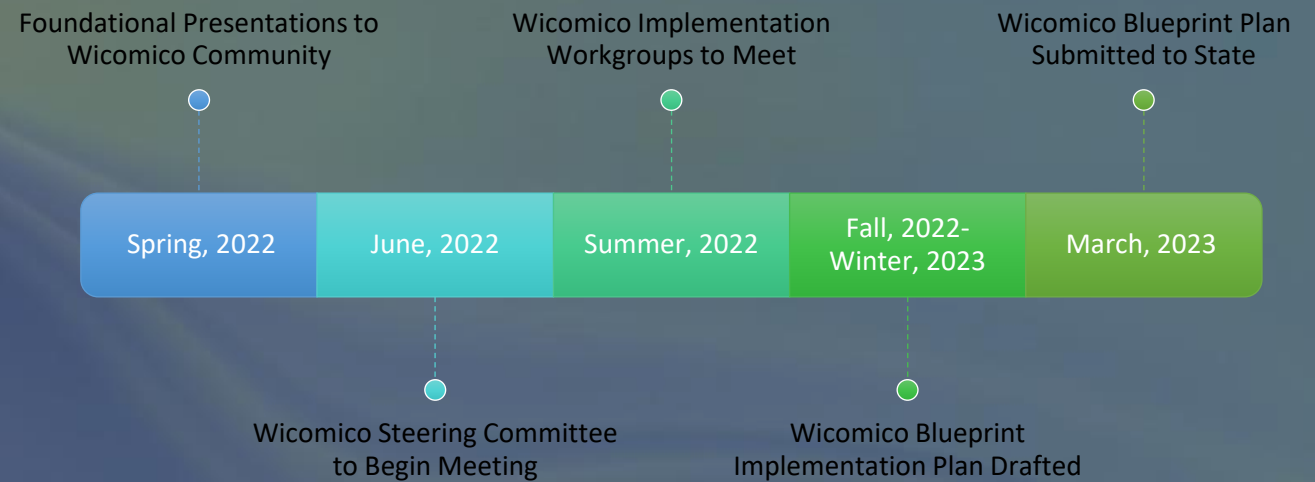 Foundational Presentations to
Wicomico Community
Wicomico Implementation
Workgroups to Meet
Wicomico Blueprint Plan
Submitted to State
Spring, 2022
June, 2022
Summer, 2022
Fall, 2022-
Winter, 2023
March, 2023
Wicomico Steering Committee
to Begin Meeting
Wicomico Blueprint
Implementation Plan Drafted